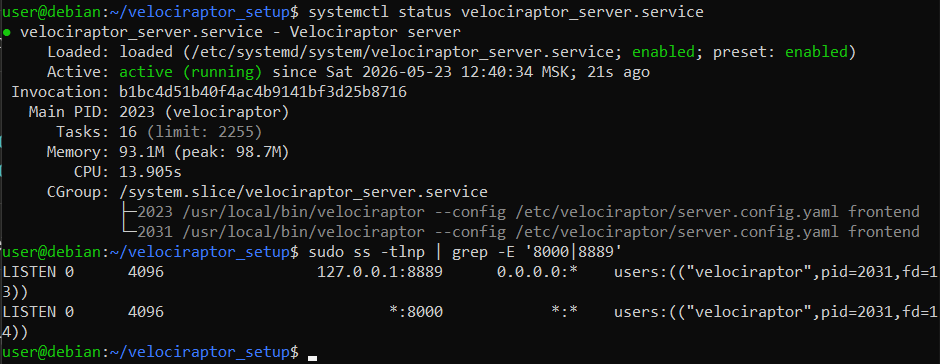 user@debian:~/velociraptor_setup$ systemctl status velociraptor_server.service
● velociraptor_server.service - Velociraptor server
     Loaded: loaded (/etc/systemd/system/velociraptor_server.service; enabled; preset: enabled)
     Active: active (running) since Sat 2026-05-23 12:40:34 MSK; 21s ago
 Invocation: b1bc4d51b40f4ac4b9141bf3d25b8716
   Main PID: 2023 (velociraptor)
      Tasks: 16 (limit: 2255)
     Memory: 93.1M (peak: 98.7M)
        CPU: 13.905s
     CGroup: /system.slice/velociraptor_server.service
             ├─2023 /usr/local/bin/velociraptor --config /etc/velociraptor/server.config.yaml frontend
             └─2031 /usr/local/bin/velociraptor --config /etc/velociraptor/server.config.yaml frontend
user@debian:~/velociraptor_setup$ sudo ss -tlnp | grep -E '8000|8889'
LISTEN 0      4096                127.0.0.1:8889       0.0.0.0:*    users:(("velociraptor",pid=2031,fd=1
3))
LISTEN 0      4096                        *:8000             *:*    users:(("velociraptor",pid=2031,fd=1
4))
user@debian:~/velociraptor_setup$